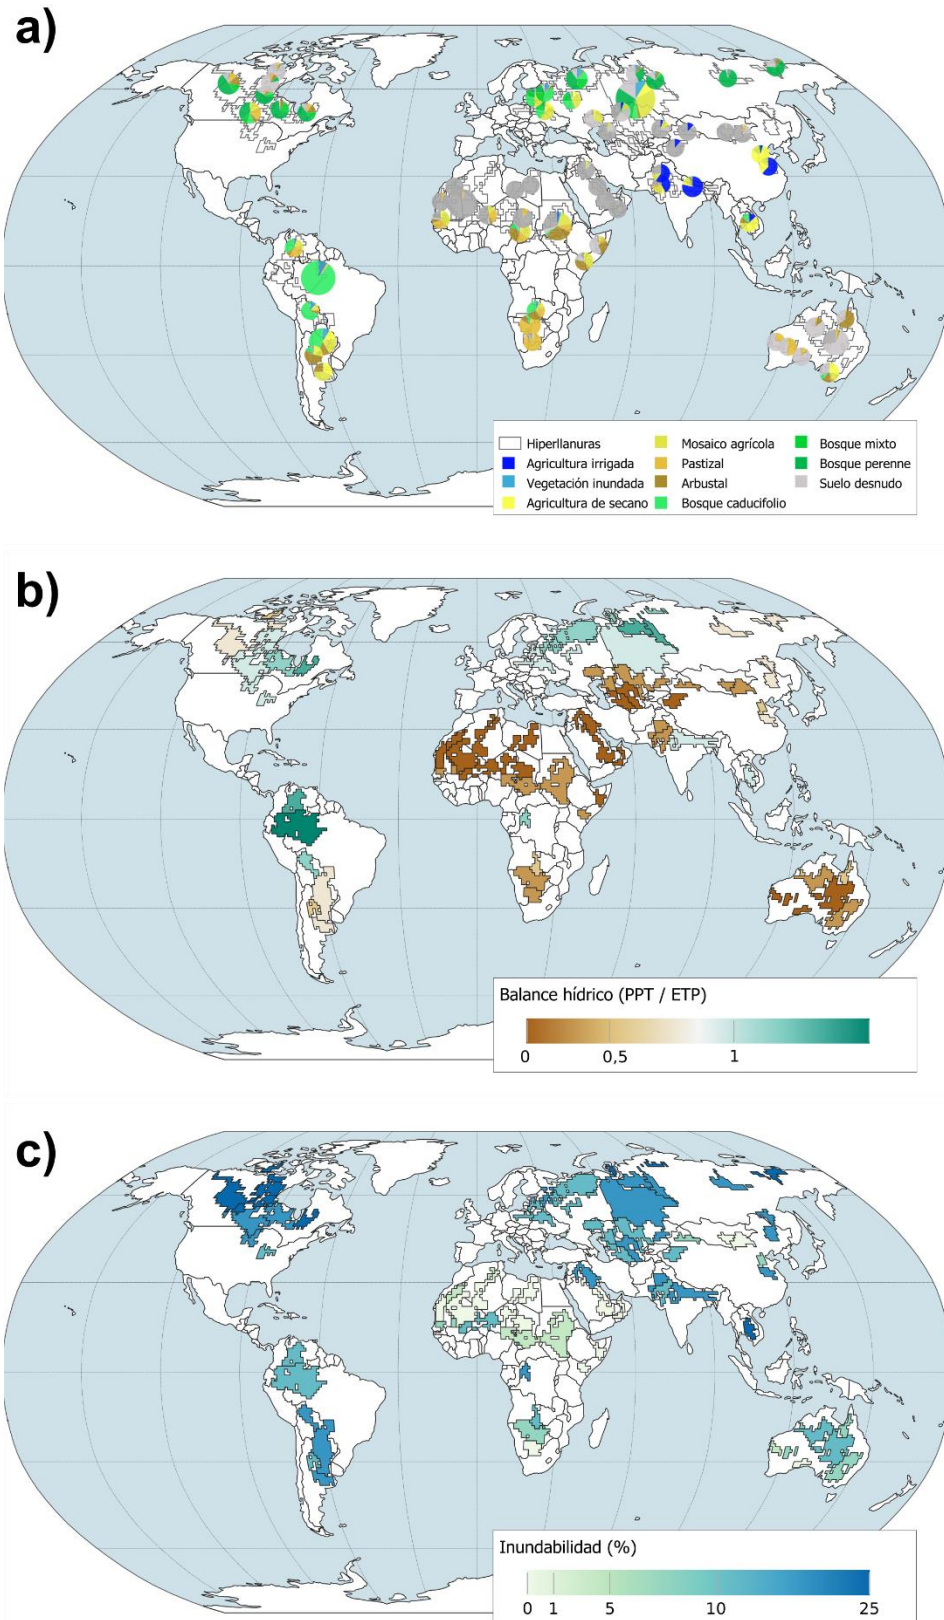 a)
Hiperllanuras
Agricultura irrigada
Vegetación inundada
Agricultura de secano
Mosaico agrícola
Pastizal
Arbustal
Bosque caducifolio
Bosque mixto
Bosque perenne
Suelo desnudo
b)
Balance hídrico (PPT / ETP)
0 0,5 1
c)
Inundabilidad (%)
0 1 5 10 25